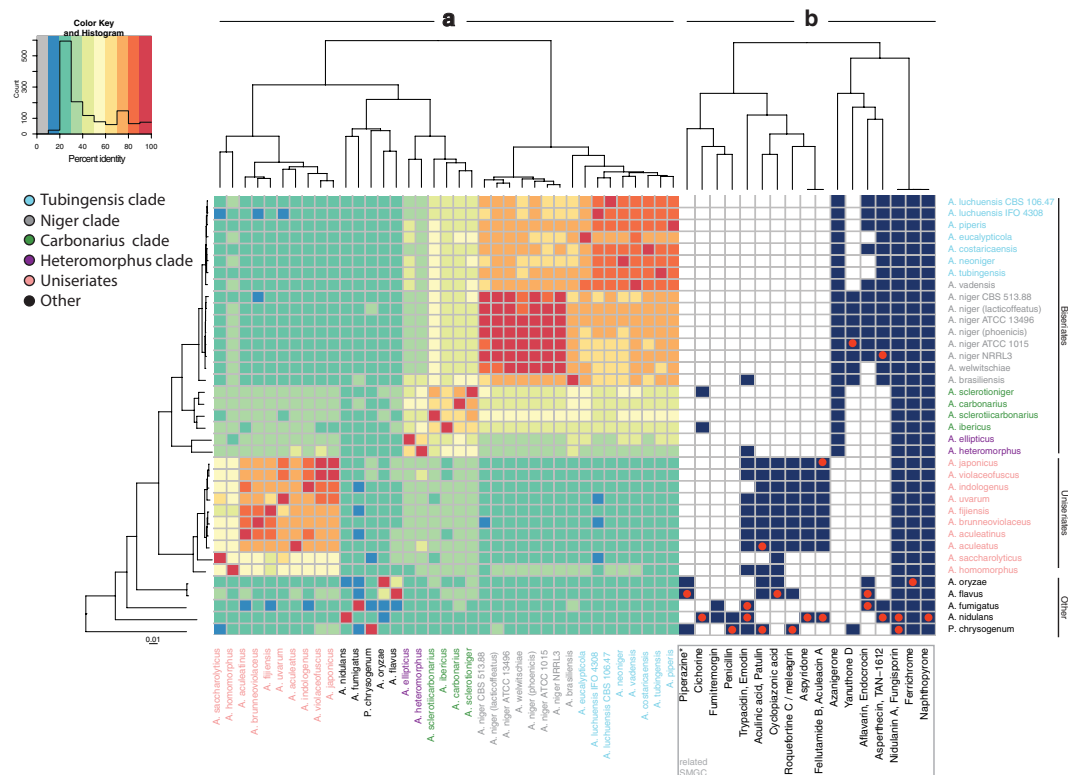 a
b
Color Key
and Histogram
Count
0 100 300 500
0 20 40 60 80 100
Percent identity
Tubingensis clade
Niger clade
Carbonarius clade
Heteromorphus clade
Uniseriates
Other
A. luchuensis CBS 106.47
A. luchuensis IFO 4308
A. piperis
A. eucalypticola
A. costaricaensis
A. neoniger
A. tubingensis
A. vadensis
A. niger CBS 513.88
A. niger (lacticoffeatus)
A. niger ATCC 13496
A. niger (phoenicis)
A. niger ATCC 1015
A. niger NRRL3
A. welwitschiae
A. brasiliensis
A. sclerotioniger
A. carbonarius
A. sclerotiicarbonarius
A. ibericus
A. ellipticus
A. heteromorphus
A. japonicus
A. violaceofuscus
A. indologenus
A. uvarum
A. fijiensis
A. brunneoviolaceus
A. aculeatinus
A. aculeatus
A. saccharolyticus
A. homomorphus
A. oryzae
A. flavus
A. fumigatus
A. nidulans
P. chrysogenum
Biseriates
Uniseriates
Other
0.01
A. saccharolyticus
A. homomorphus
A. aculeatinus
A. brunneoviolaceus
A. fijiensis
A. uvarum
A. aculeatus
A. indologenus
A. violaceofuscus
A. japonicus
A. nidulans
A. fumigatus
P. chrysogenum
A. oryzae
A. flavus
A. ellipticus
A. heteromorphus
A. sclerotiicarbonarius
A. ibericus
A. carbonarius
A. sclerotioniger
A. niger CBS 513.88
A. niger (lacticoffeatus)
A. niger ATCC 13496
A. welwitschiae
A. niger (phoenicis)
A. niger ATCC 1015
A. niger NRRL3
A. brasiliensis
A. eucalypticola
A. luchuensis IFO 4308
A. luchuensis CBS 106.47
A. neoniger
A. vadensis
A. costaricaensis
A. tubingensis
A. piperis
Piperazine*
Cichorine
Fumitremorgin
Penicillin
Trypacidin, Emodin
Aculinic acid, Patulin
Cyclopiazonic acid
Roquefortine C / meleagrin
Aspyridone
Fellutamide B, Aculeacin A
Azanigerone
Yanuthone D
Aflavarin, Endocrocin
Asperthecin, TAN−1612
Nidulanin A, Fungisporin
Ferrichrome
Naphthopyrone
related
SMGC